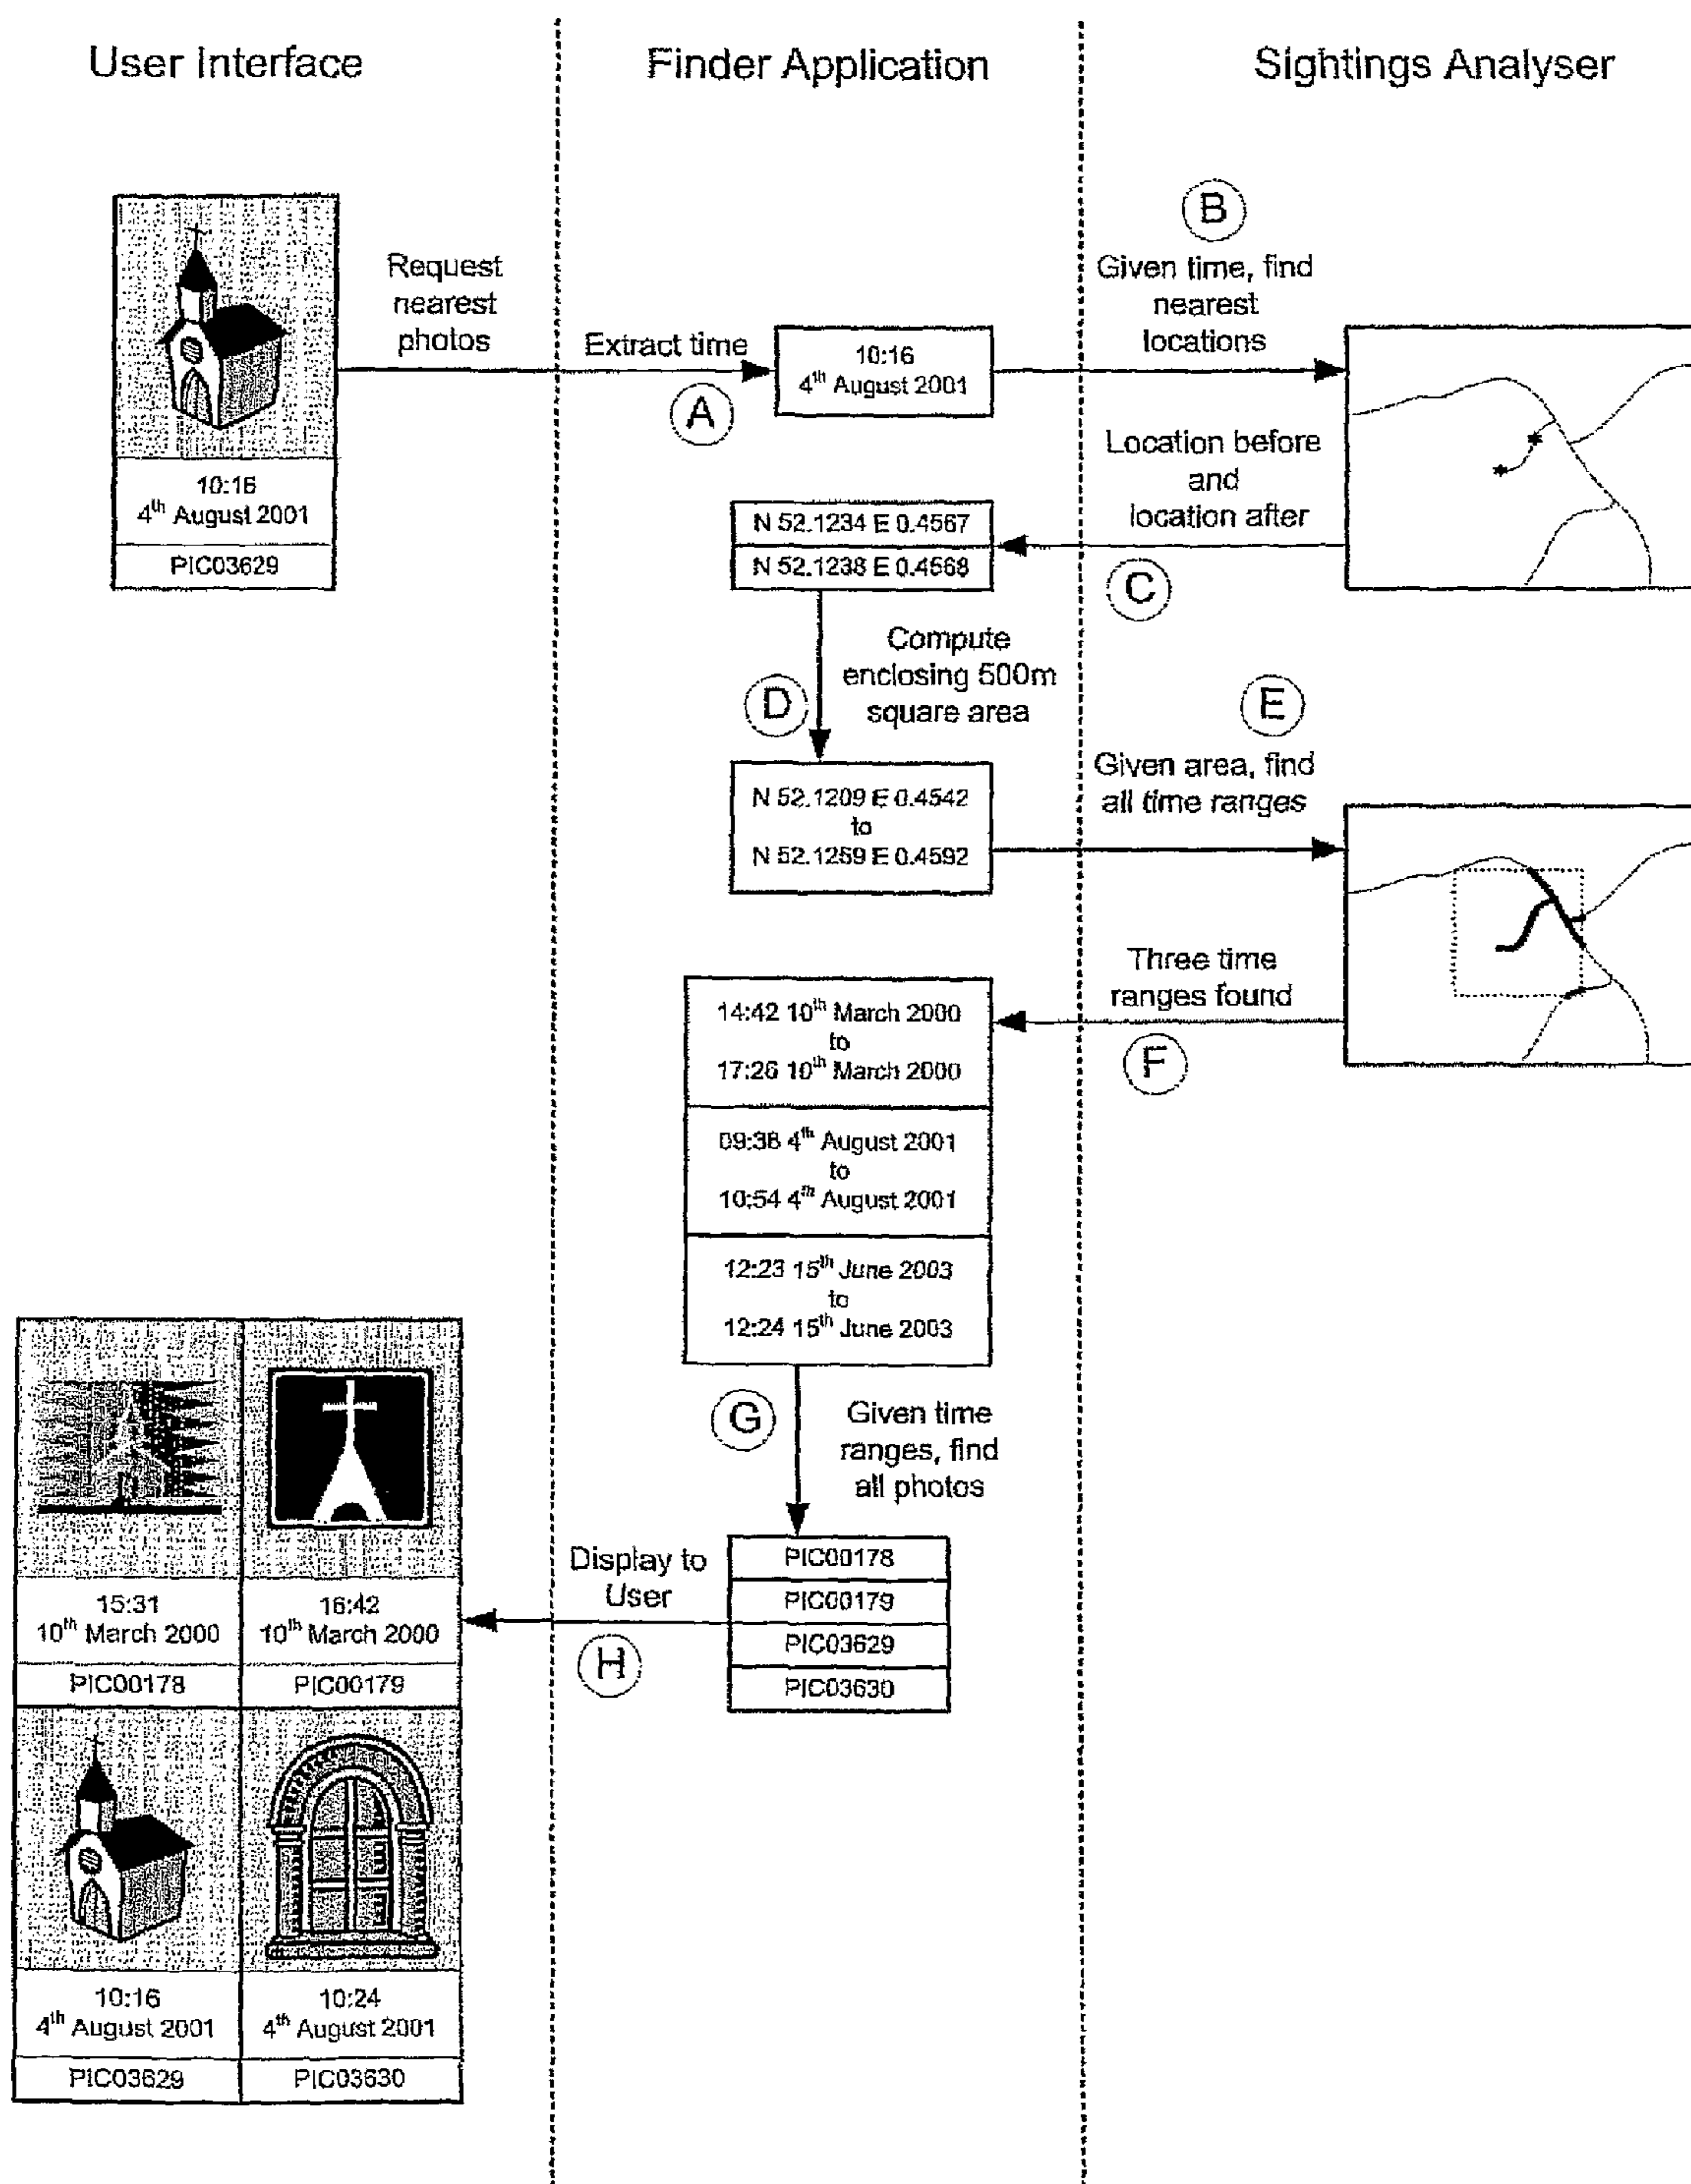 User Interface
Finder Application
Sightings Analyser
10:16
4th August 2001
PIC03629
Request
nearest
photos
Extract time
A
10:16
4th August 2001
B
Given time, find
nearest
locations
Location before
and
location after
C
N 52.1234 E 0.4567
N 52.1238 E 0.4568
D
Compute
enclosing 500m
square area
N 52.1209 E 0.4542
to
N 52.1259 E 0.4592
E
Given area, find
all time ranges
Three time
ranges found
F
14:42 10th March 2000
to
17:26 10th March 2000
09:38 4th August 2001
to
10:54 4th August 2001
12:23 15th June 2003
to
12:24 15th June 2003
G
Given time
ranges, find
all photos
PIC00178
PIC00179
PIC03629
PIC03630
Display to
User
H
15:31
10th March 2000
PIC00178
16:42
10th March 2000
PIC00179
10:16
4th August 2001
PIC03629
10:24
4th August 2001
PIC03630